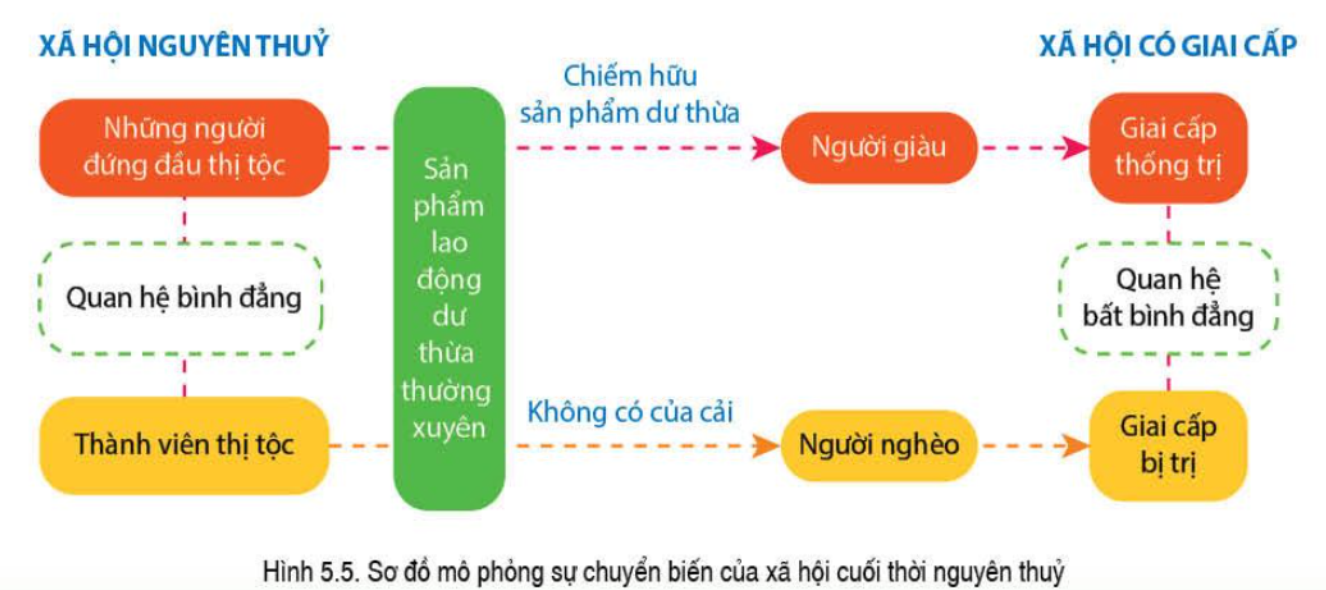 XÃ HỘI NGUYÊN THUỶ
XÃ HỘI CÓ GIAI CẤP
Những người
đứng đầu thị tộc
Quan hệ bình đẳng
Thành viên thị tộc
Sản
phẩm
lao
động
dư
thừa
thường
xuyên
Chiếm hữu
sản phẩm dư thừa
Không có của cải
Người giàu
Người nghèo
Giai cấp
thống trị
Quan hệ
bất bình đẳng
Giai cấp
bị trị
Hình 5.5. Sơ đồ mô phỏng sự chuyển biến của xã hội cuối thời nguyên thuỷ